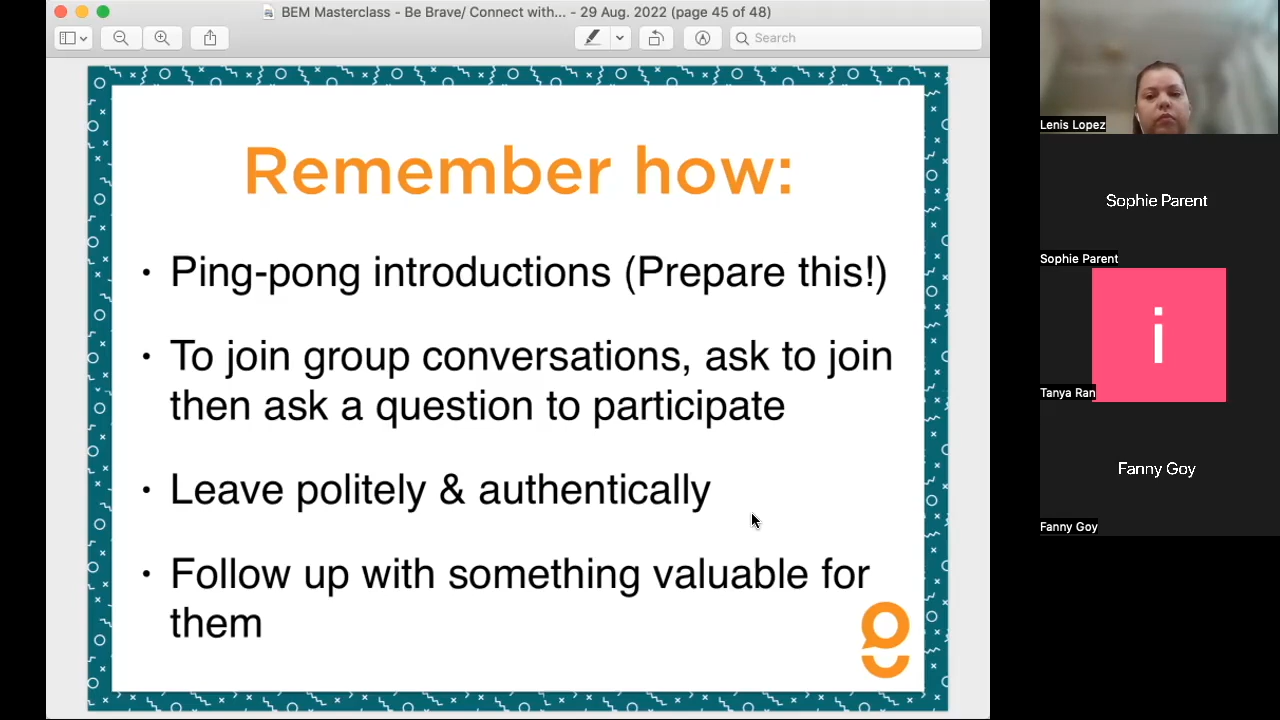 BEM Masterclass - Be Brave/ Connect with... - 29 Aug. 2022 (page 45 of 48)
Search
Remember how:
• Ping-pong introductions (Prepare this!)
• To join group conversations, ask to join
then ask a question to participate
• Leave politely & authentically
• Follow up with something valuable for
them
Lenis Lopez
Sophie Parent
Sophie Parent
i
Tanya Ran
Fanny Goy
Fanny Goy